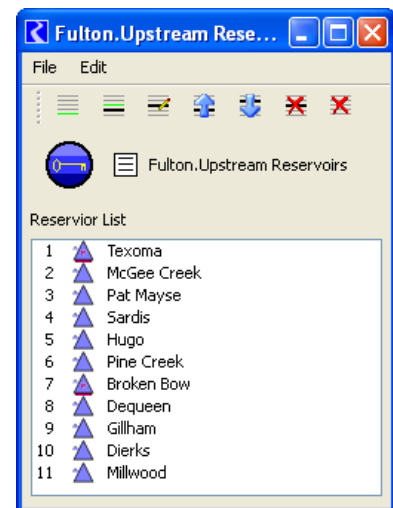 Fulton.Upstream Rese...
File Edit
Fulton.Upstream Reservoirs
Reservior List
1 Texoma
2 McGee Creek
3 Pat Mayse
4 Sardis
5 Hugo
6 Pine Creek
7 Broken Bow
8 Dequeen
9 Gillham
10 Dierks
11 Millwood